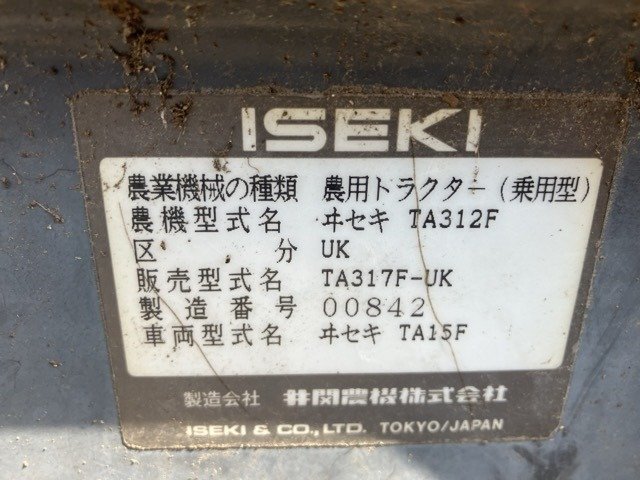 ISEKI
農業機械の種類 農用トラクター(乗用型)
農機型式名 ヰセキ TA312F
区分 UK
販売型式名 TA317F-UK
製造番号 00842
車両型式名 ヰセキ TA15F
製造会社 井関農機株式会社
ISEKI & CO., LTD. TOKYO/JAPAN